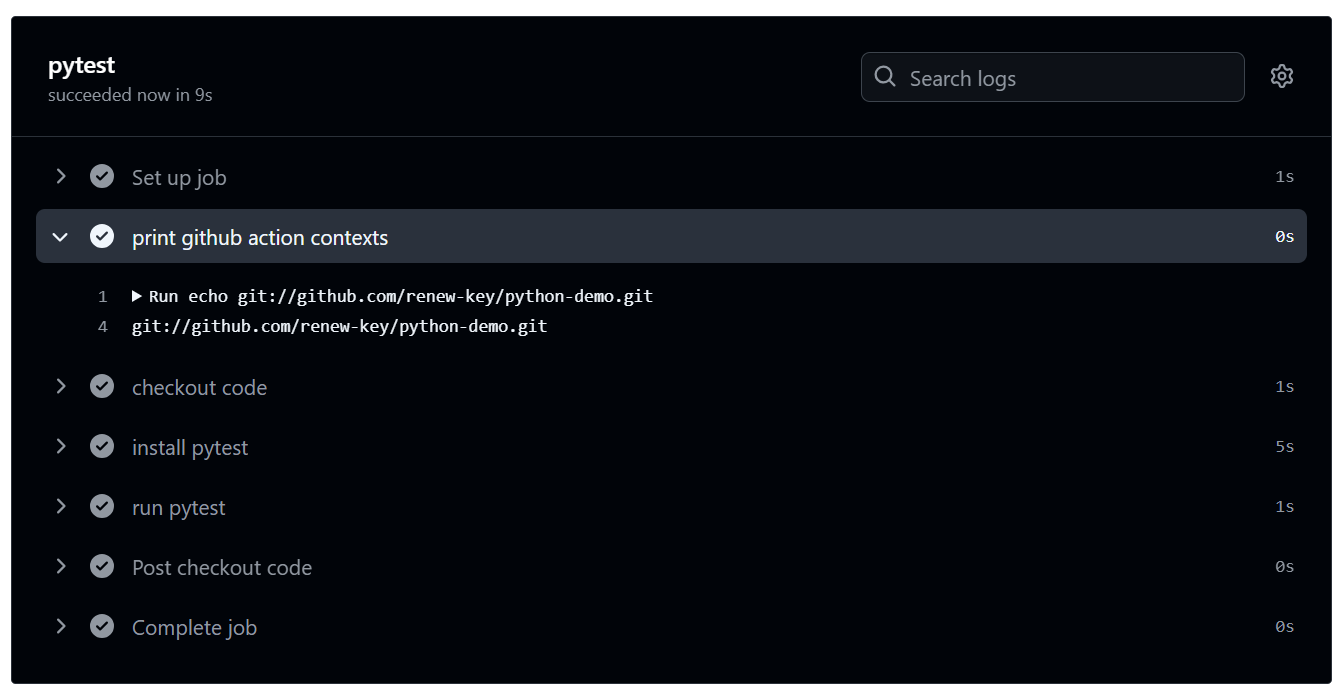 pytest
succeeded now in 9s
Search logs
Set up job 1s
print github action contexts 0s
1 Run echo git://github.com/renew-key/python-demo.git
4 git://github.com/renew-key/python-demo.git
checkout code 1s
install pytest 5s
run pytest 1s
Post checkout code 0s
Complete job 0s